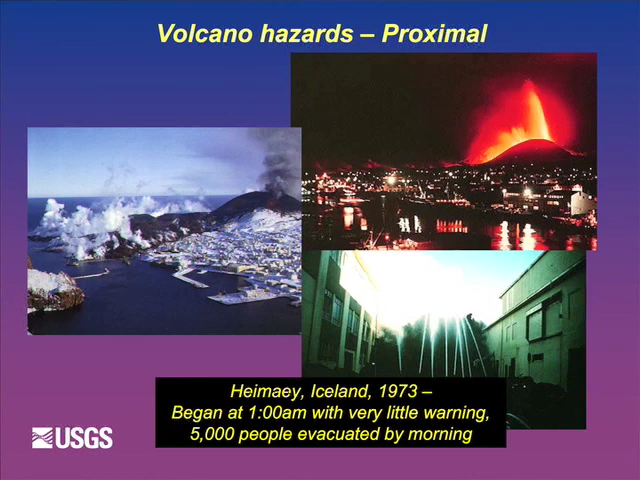 Volcano hazards – Proximal
Heimaey, Iceland, 1973 –
Began at 1:00am with very little warning,
5,000 people evacuated by morning
USGS